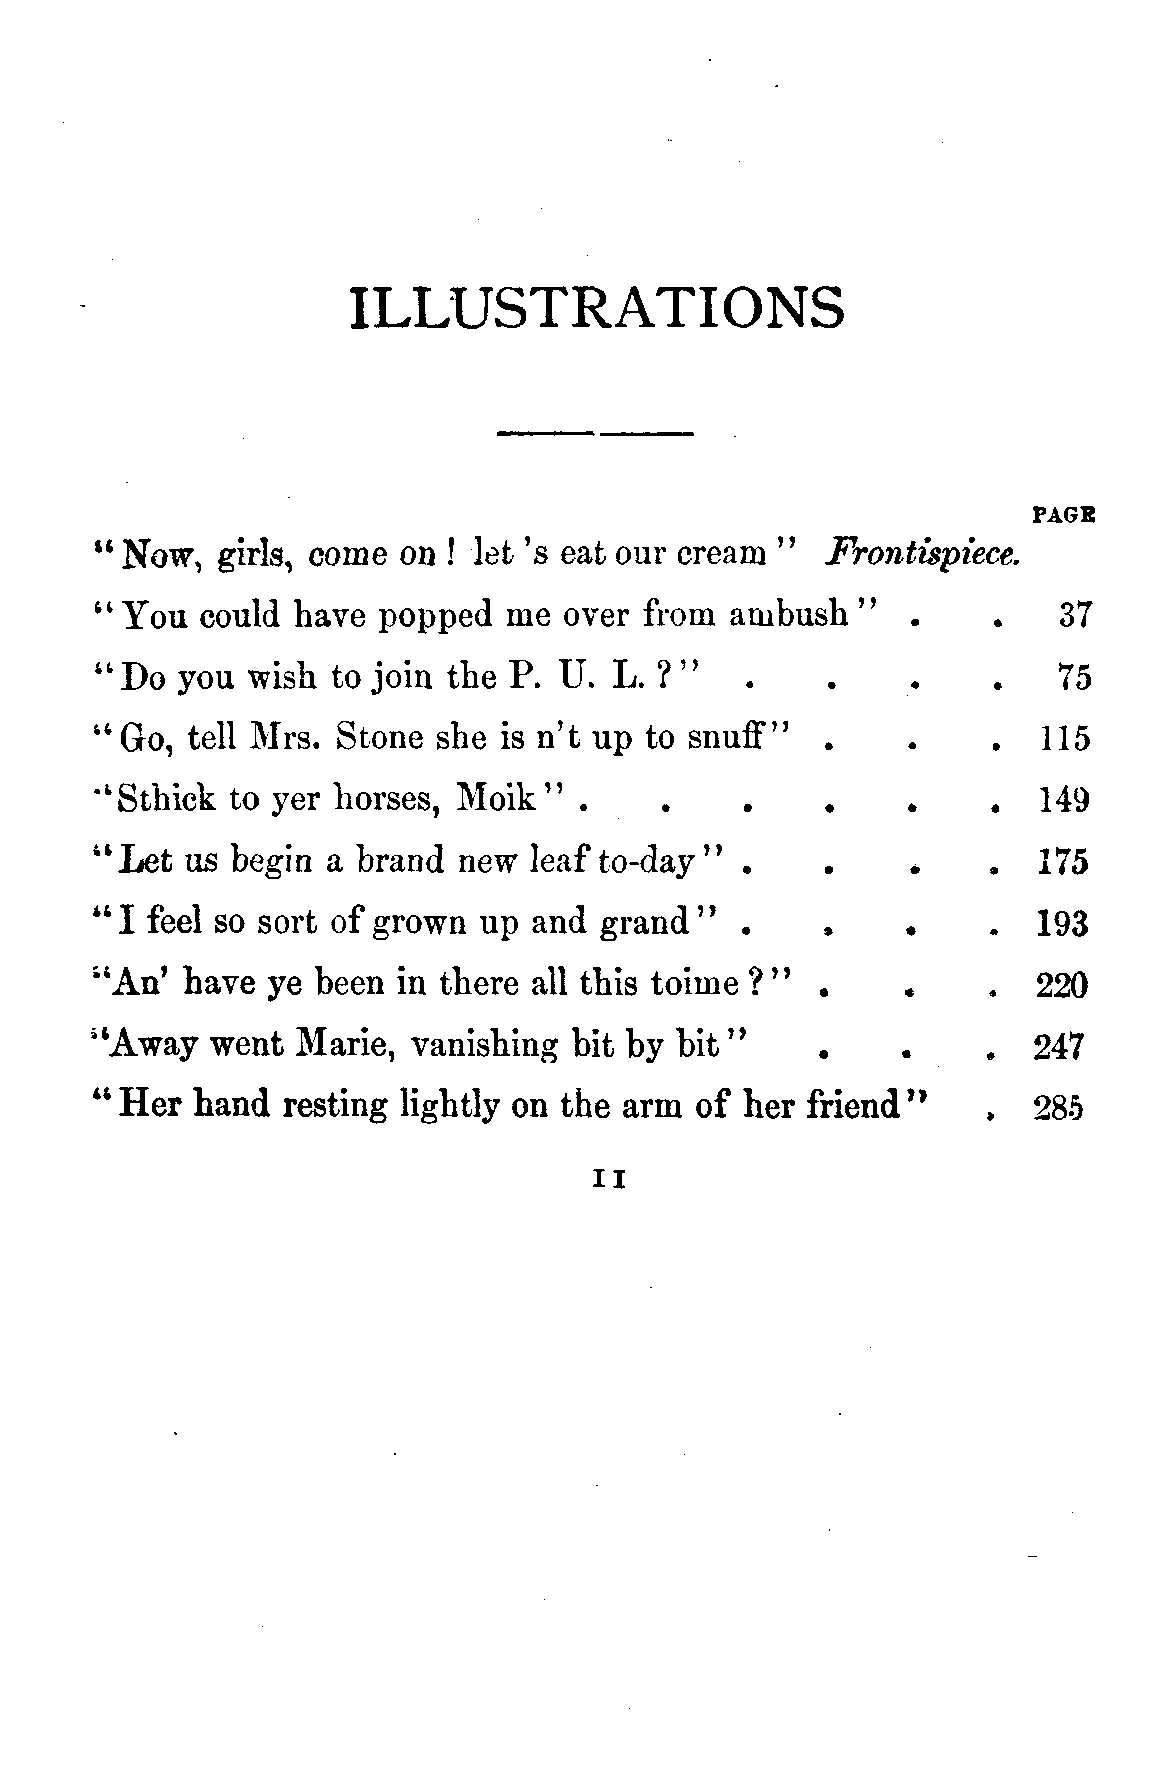 ILLUSTRATIONS
PAGE
"Now, girls, come on! let 's eat our cream" Frontispiece.
"You could have popped me over from ambush" . . 37
"Do you wish to join the P. U. L.?" . . . . 75
"Go, tell Mrs. Stone she is n't up to snuff" . . . 115
"Sthick to yer horses, Moik" . . . . . . 149
"Let us begin a brand new leaf to-day" . . . . 175
"I feel so sort of grown up and grand" . . . . 193
"An' have ye been in there all this toime?" . . . 220
"Away went Marie, vanishing bit by bit" . . . 247
"Her hand resting lightly on the arm of her friend" . 285
11